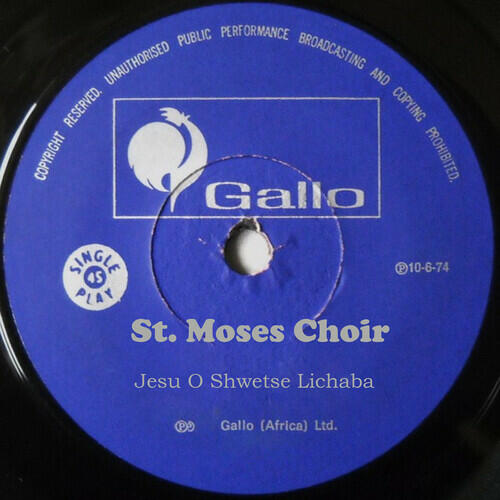 COPYRIGHT RESERVED. UNAUTHORISED PUBLIC PERFORMANCE BROADCASTING AND COPYING PROHIBITED.
Gallo
SINGLE
45
PLAY
Ⓟ10-6-74
St. Moses Choir
Jesu O Shwetse Lichaba
Ⓟ Gallo (Africa) Ltd.